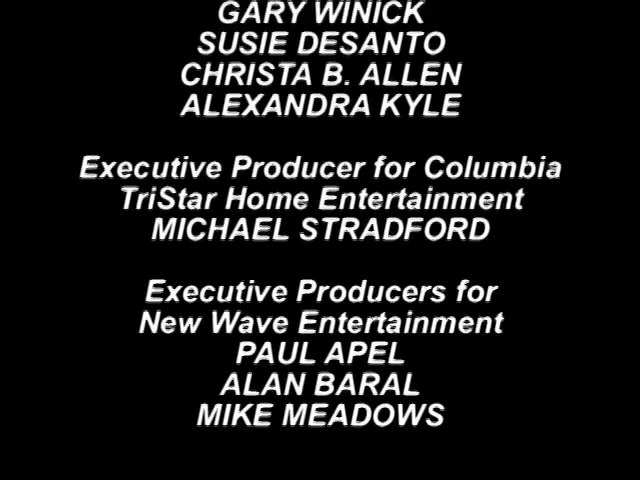 GARY WINICK
SUSIE DESANTO
CHRISTA B. ALLEN
ALEXANDRA KYLE
Executive Producer for Columbia
TriStar Home Entertainment
MICHAEL STRADFORD
Executive Producers for
New Wave Entertainment
PAUL APEL
ALAN BARAL
MIKE MEADOWS